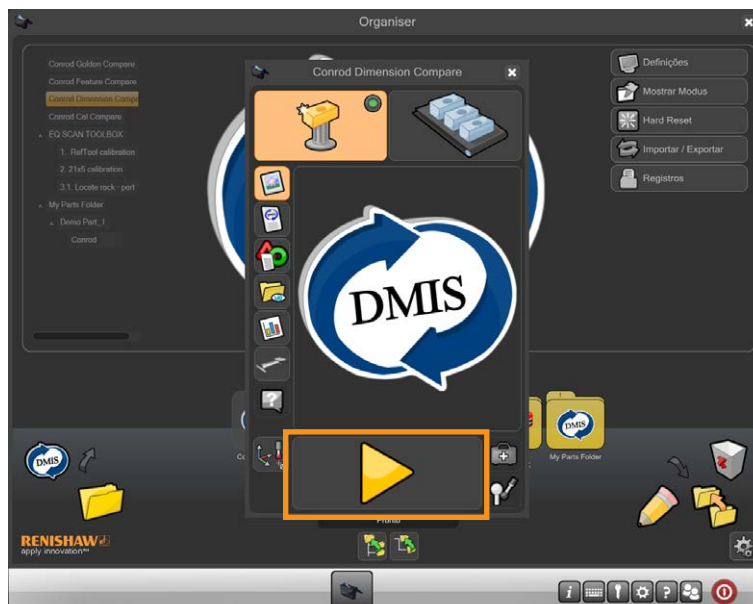 Organiser
Conrod Golden Compare
Conrod Feature Compare
Conrod Dimension Compa
Conrod Cal Compare
EQ SCAN TOOLBOX
1. RefTool calibration
2. 21x5 calibration
3.1. Locate rock - part
My Parts Folder
Demo Part_1
Conrod
Conrod Dimension Compare
DMIS
Definições
Mostrar Modus
Hard Reset
Importar / Exportar
Registros
DMIS
DMIS
My Parts Folder
Pronto
RENISHAW
apply innovation™